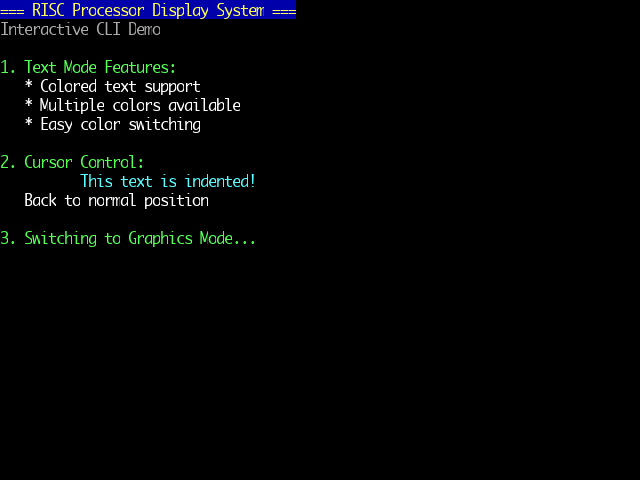 === RISC Processor Display System ===
Interactive CLI Demo
1. Text Mode Features:
* Colored text support
* Multiple colors available
* Easy color switching
2. Cursor Control:
This text is indented!
Back to normal position
3. Switching to Graphics Mode...